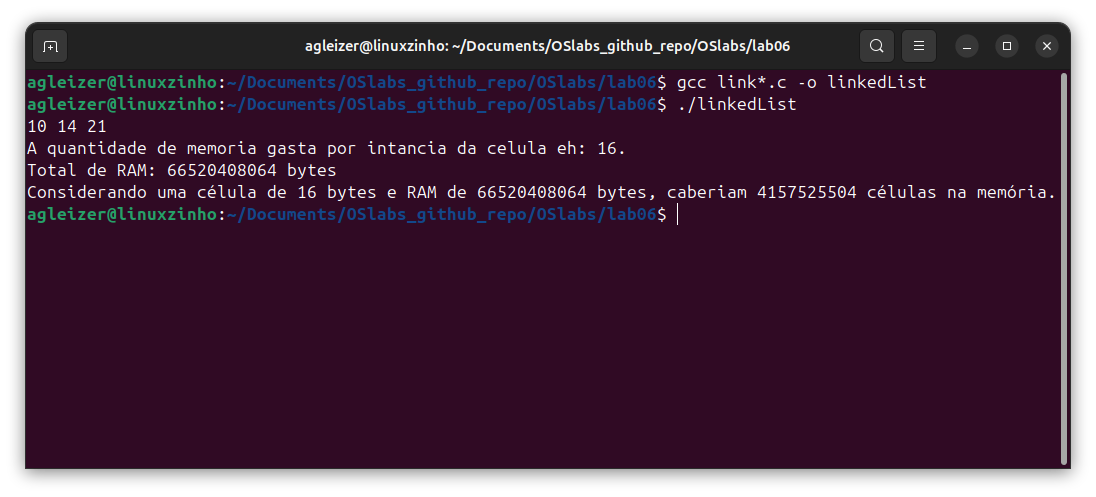 agleizer@linuxzinho: ~/Documents/OSlabs_github_repo/OSlabs/lab06
agleizer@linuxzinho:~/Documents/OSlabs_github_repo/OSlabs/lab06$ gcc link*.c -o linkedList
agleizer@linuxzinho:~/Documents/OSlabs_github_repo/OSlabs/lab06$ ./linkedList
10 14 21
A quantidade de memoria gasta por intancia da celula eh: 16.
Total de RAM: 66520408064 bytes
Considerando uma célula de 16 bytes e RAM de 66520408064 bytes, caberiam 4157525504 células na memória.
agleizer@linuxzinho:~/Documents/OSlabs_github_repo/OSlabs/lab06$